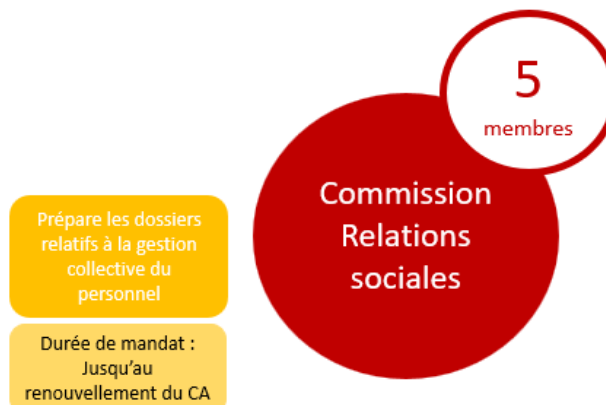 5
membres
Commission
Relations
sociales
Prépare les dossiers
relatifs à la gestion
collective du
personnel
Durée de mandat :
Jusqu’au
renouvellement du CA